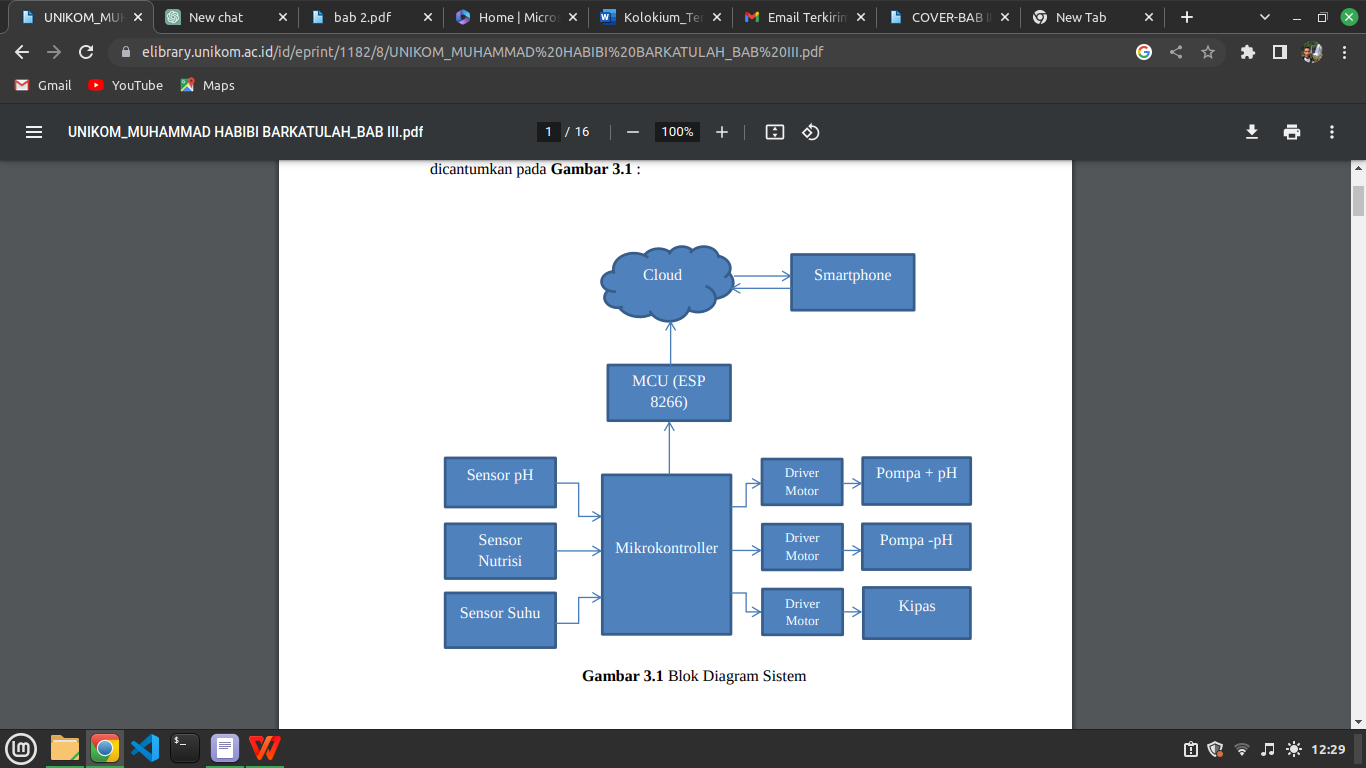 UNIKOM_MUH
New chat
bab 2.pdf
Home | Micros
Kolokium_Te
Email Terkirim
COVER-BAB I
New Tab
elibrary.unikom.ac.id/id/eprint/1182/8/UNIKOM_MUHAMMAD%20HABIBI%20BARKATULAH_BAB%20III.pdf
Gmail
YouTube
Maps
UNIKOM_MUHAMMAD HABIBI BARKATULAH_BAB III.pdf
1 / 16
100%
dicantumkan pada Gambar 3.1 :
Cloud
Smartphone
MCU (ESP
8266)
Sensor pH
Sensor
Nutrisi
Sensor Suhu
Mikrokontroller
Driver
Motor
Pompa + pH
Driver
Motor
Pompa -pH
Driver
Motor
Kipas
Gambar 3.1 Blok Diagram Sistem
12:29